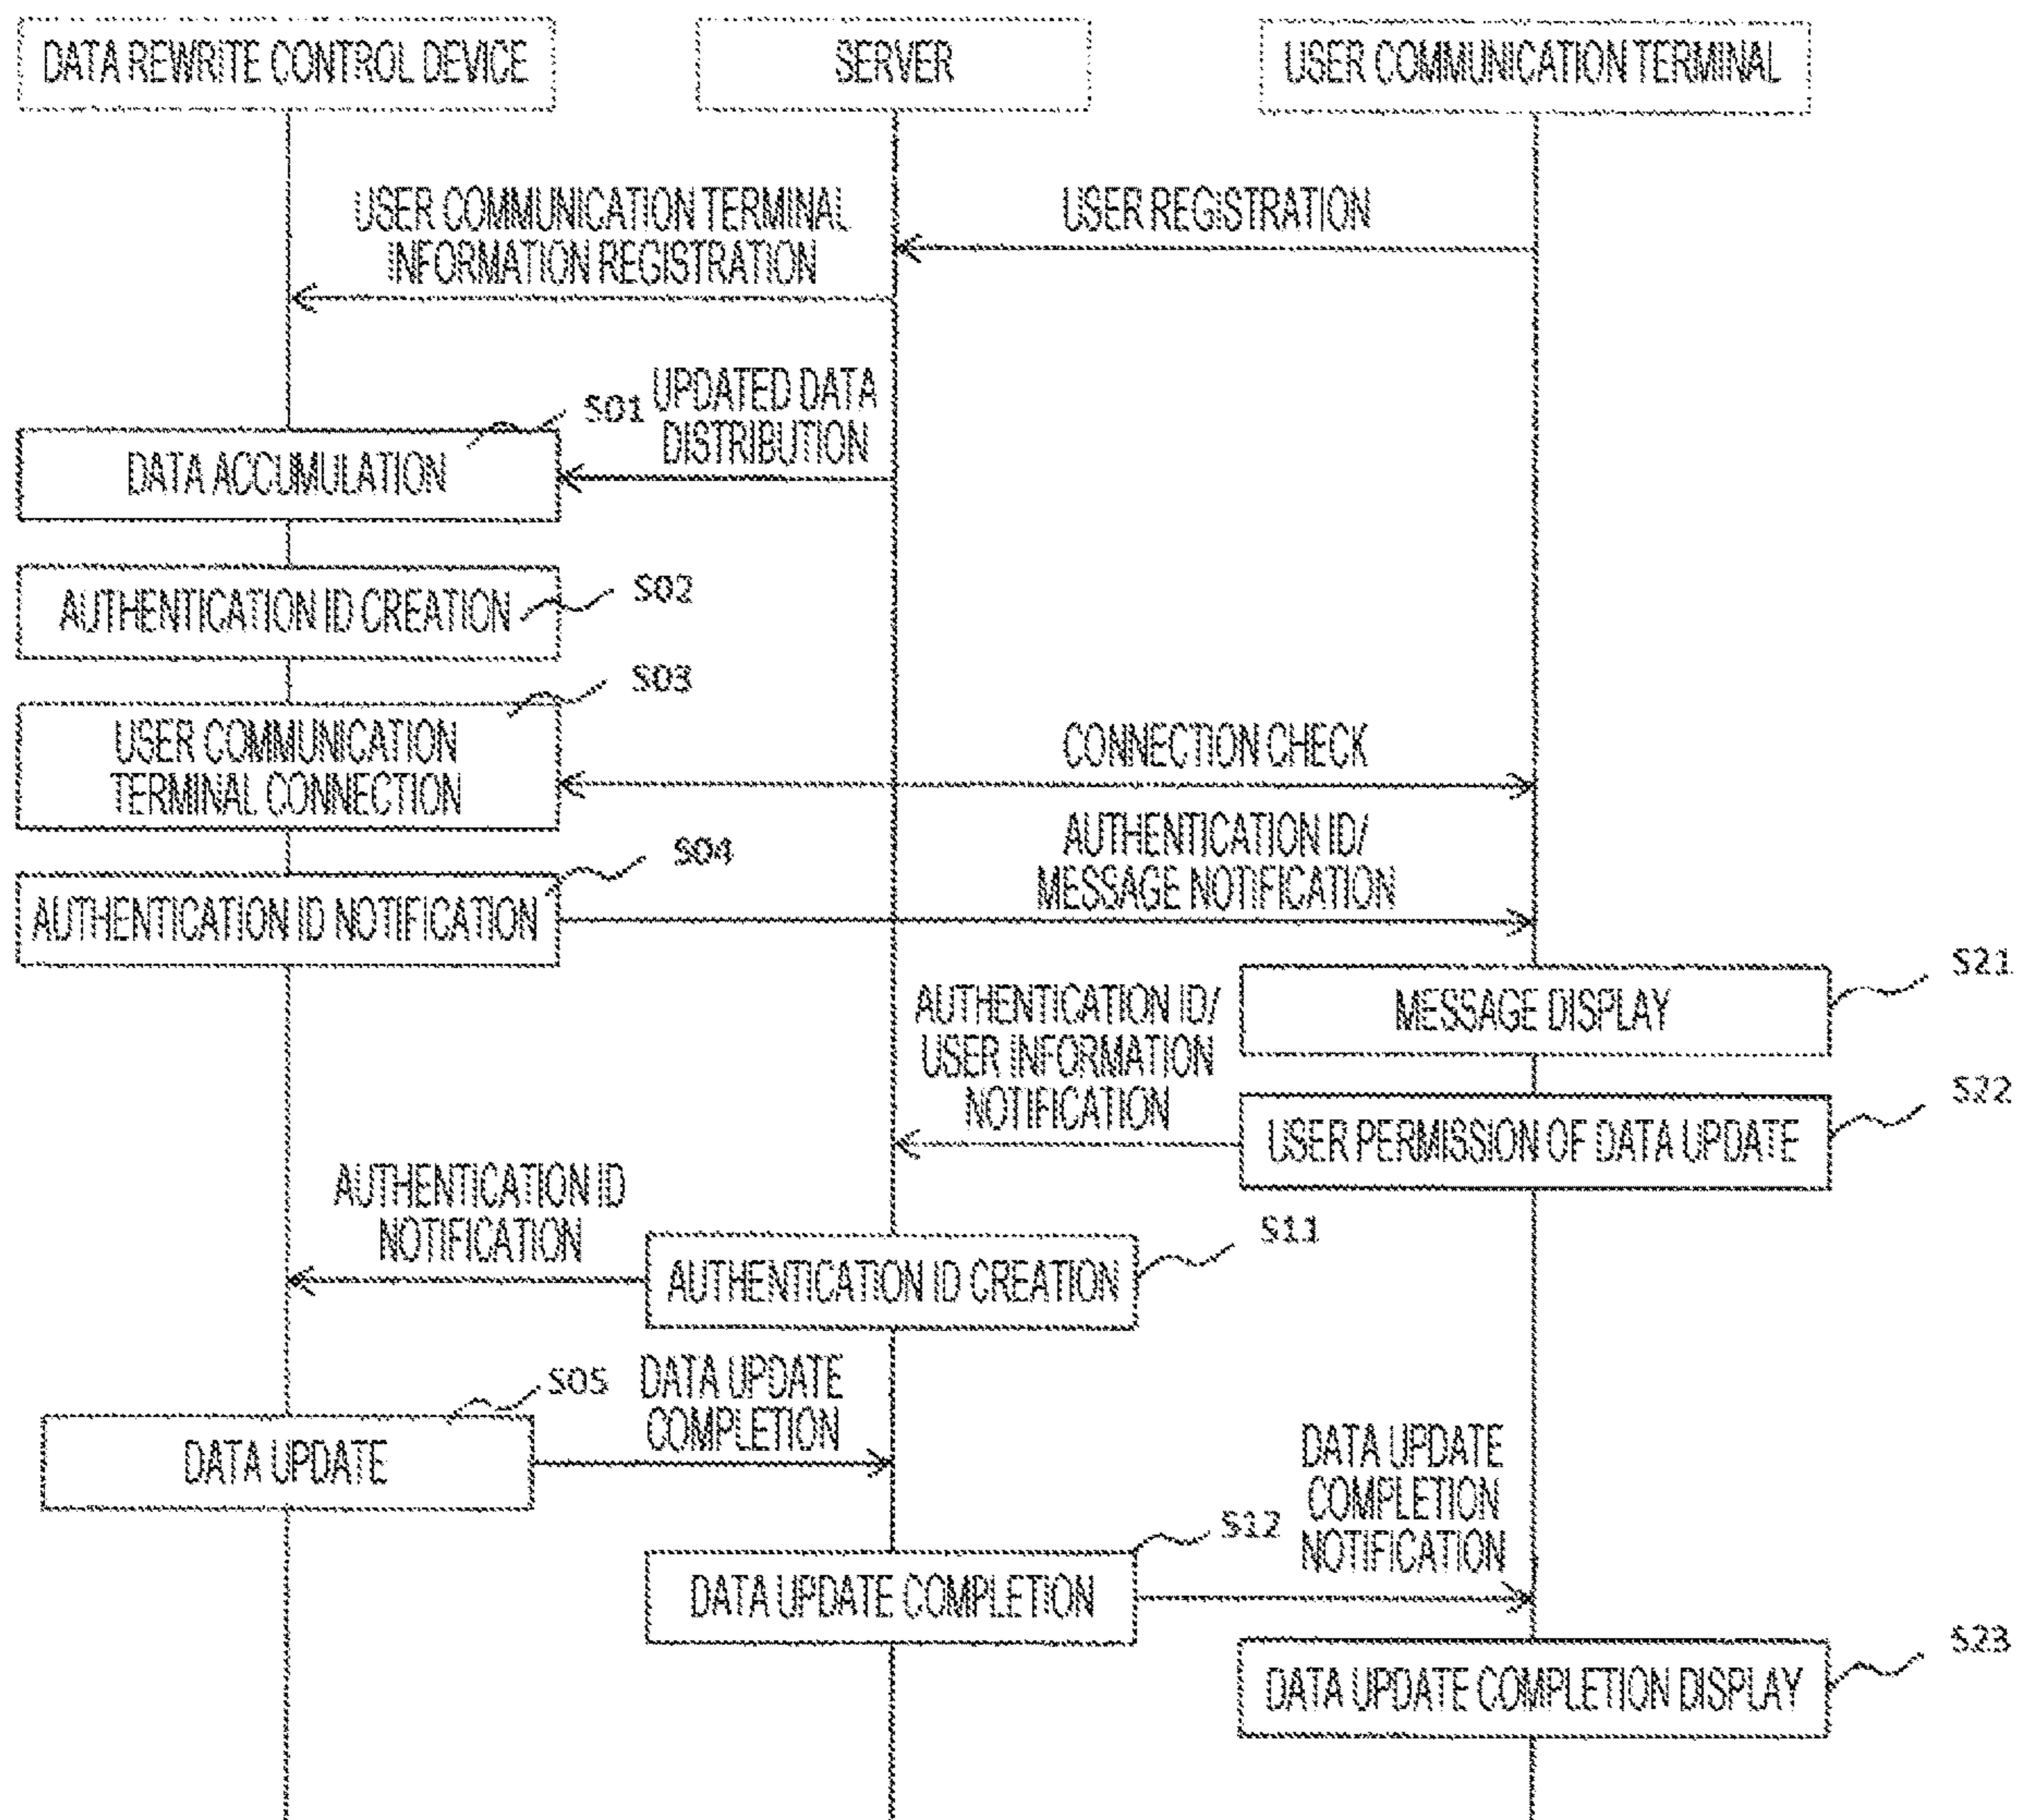 DATA REWRITE CONTROL DEVICE
SERVER
USER COMMUNICATION TERMINAL
USER COMMUNICATION TERMINAL
INFORMATION REGISTRATION
USER REGISTRATION
UPDATED DATA
DISTRIBUTION
S01
DATA ACCUMULATION
S02
AUTHENTICATION ID CREATION
S03
USER COMMUNICATION
TERMINAL CONNECTION
CONNECTION CHECK
S04
AUTHENTICATION ID NOTIFICATION
AUTHENTICATION ID/
MESSAGE NOTIFICATION
S21
MESSAGE DISPLAY
AUTHENTICATION ID/
USER INFORMATION
NOTIFICATION
S22
USER PERMISSION OF DATA UPDATE
AUTHENTICATION ID
NOTIFICATION
S11
AUTHENTICATION ID CREATION
S05
DATA UPDATE
DATA UPDATE
COMPLETION
S12
DATA UPDATE COMPLETION
DATA UPDATE
COMPLETION
NOTIFICATION
S23
DATA UPDATE COMPLETION DISPLAY